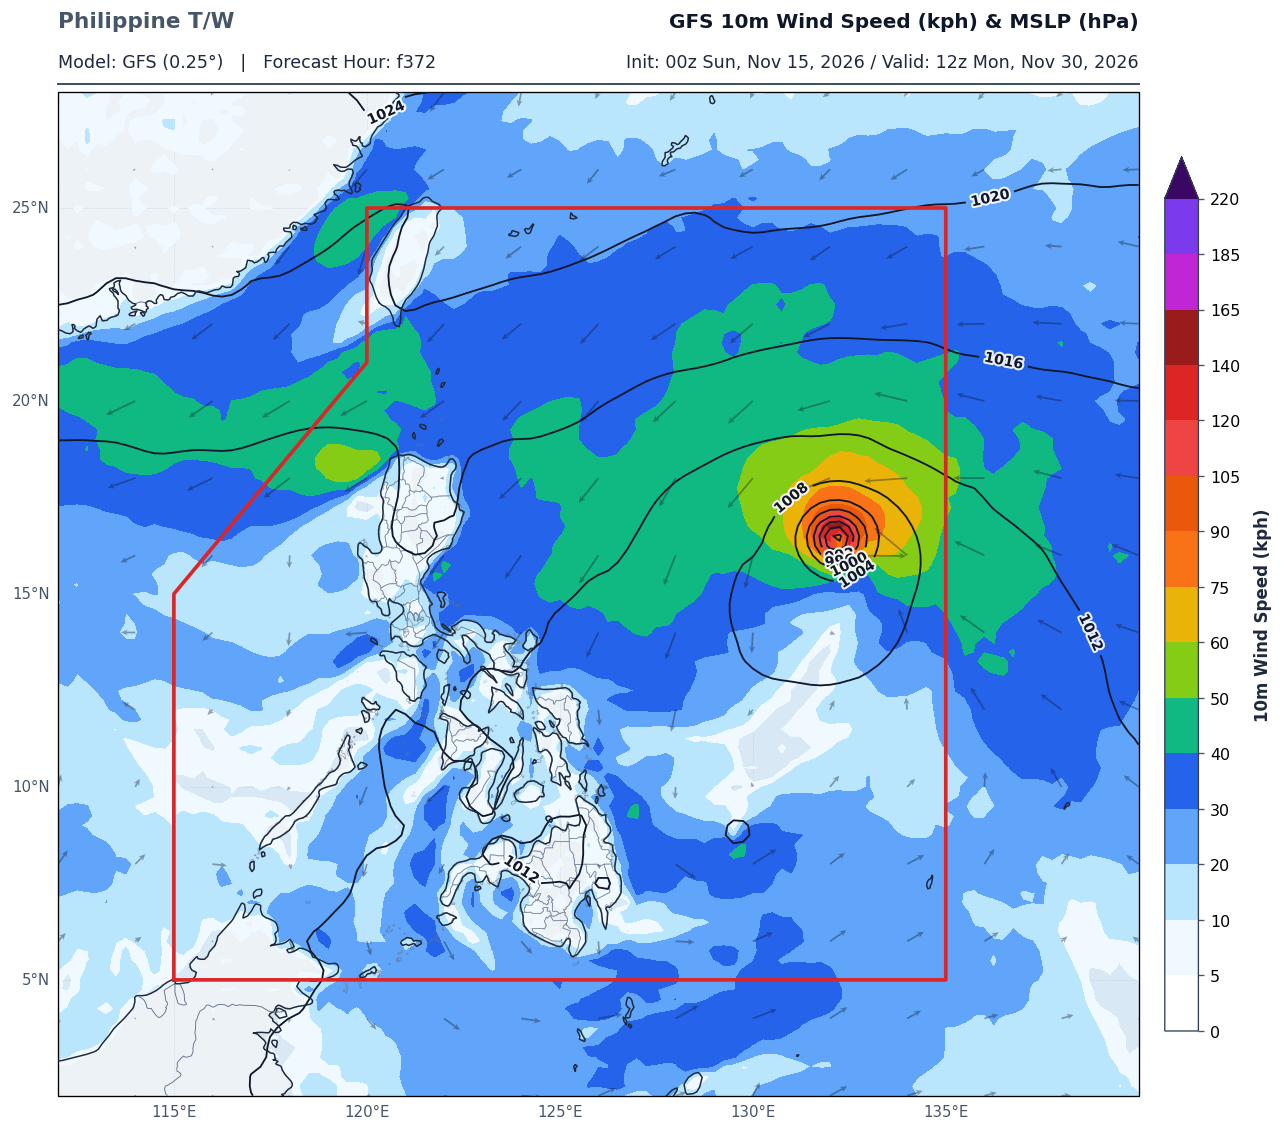 Philippine T/W
GFS 10m Wind Speed (kph) & MSLP (hPa)
Model: GFS (0.25°) | Forecast Hour: f372
Init: 00z Sun, Nov 15, 2026 / Valid: 12z Mon, Nov 30, 2026
1024
1020
1016
1008
1000
1004
1012
1012
25°N
20°N
15°N
10°N
5°N
115°E
120°E
125°E
130°E
135°E
220
185
165
140
120
105
90
75
60
50
40
30
20
10
5
0
10m Wind Speed (kph)